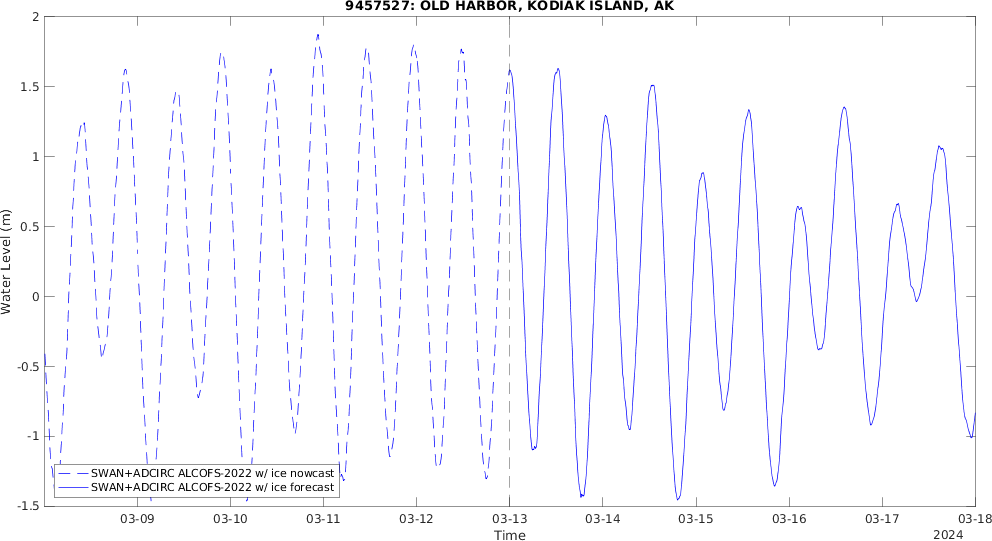 9457527: OLD HARBOR, KODIAK ISLAND, AK
2
1.5
1
0.5
0
-0.5
-1
-1.5
Water Level (m)
SWAN+ADCIRC ALCOFS-2022 w/ ice nowcast
SWAN+ADCIRC ALCOFS-2022 w/ ice forecast
03-09 03-10 03-11 03-12 03-13 03-14 03-15 03-16 03-17 03-18
Time
2024